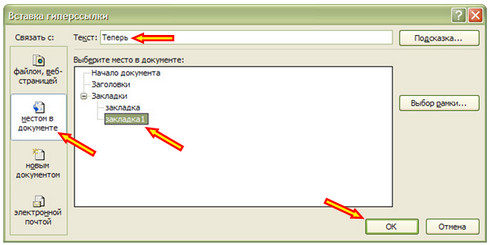 Вставка гиперссылки
Связать с:
Текст: Теперь
Подсказка...
файлом, веб-
страницей
местом в
документе
новым
документом
электронной
почтой
Выберите место в документе:
Начало документа
Заголовки
Закладки
закладка
закладка1
Выбор рамки...
ОК
Отмена